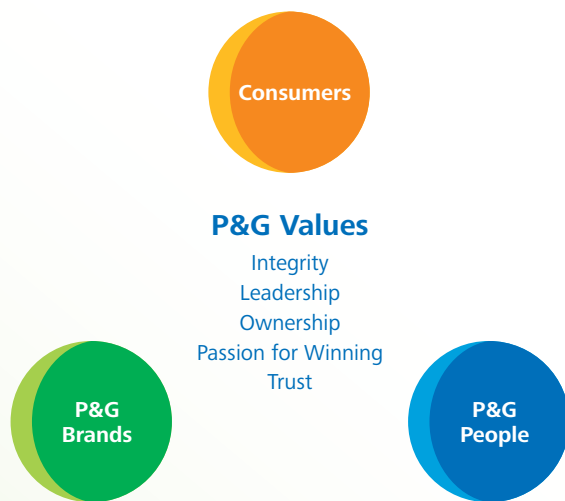 Consumers
P&G Values
Integrity
Leadership
Ownership
Passion for Winning
Trust
P&G
Brands
P&G
People